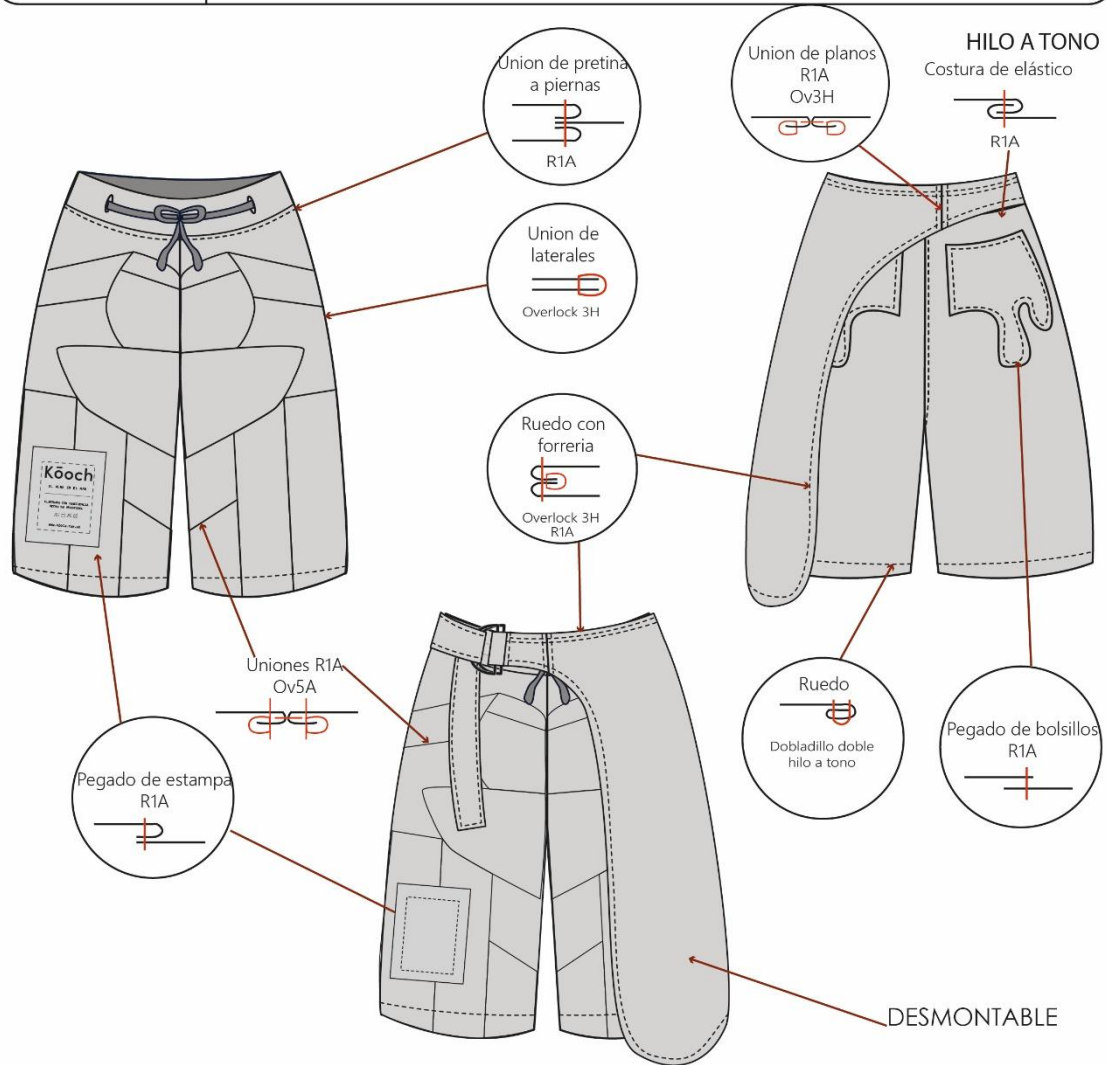 HILO A TONO
Costura de elástico
R1A
Union de pretina
a piernas
R1A
Union de planos
R1A
Ov3H
Union de
laterales
Overlock 3H
Ruedo con
forreria
Overlock 3H
R1A
Kōoch
Uniones R1A
Ov5A
Pegado de estampa
R1A
Ruedo
Dobladillo doble
hilo a tono
Pegado de bolsillos
R1A
DESMONTABLE